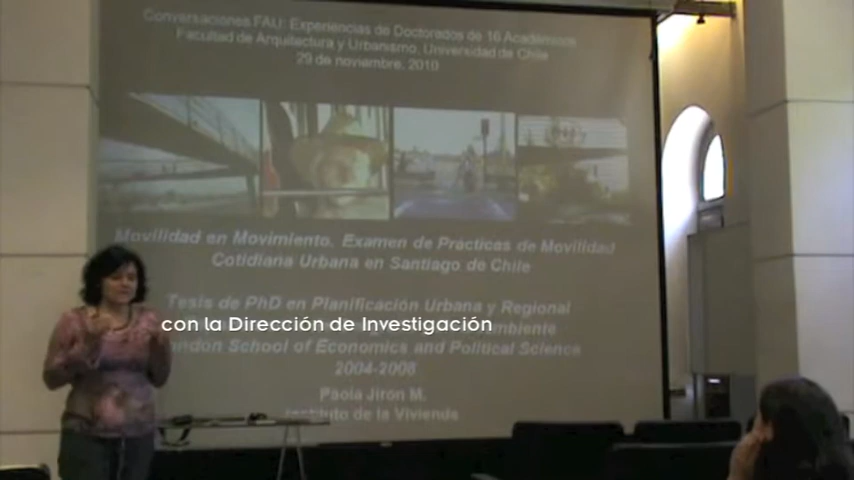 Conversaciones FAU: Experiencias de Doctorados de 16 Académicos
Facultad de Arquitectura y Urbanismo, Universidad de Chile
29 de noviembre, 2010
Movilidad en Movimiento. Examen de Prácticas de Movilidad
Cotidiana Urbana en Santiago de Chile
Tesis de PhD en Planificación Urbana y Regional
con la Dirección de Investigación
Ambiente
London School of Economics and Political Science
2004-2008
Paola Jirón M.
Instituto de la Vivienda